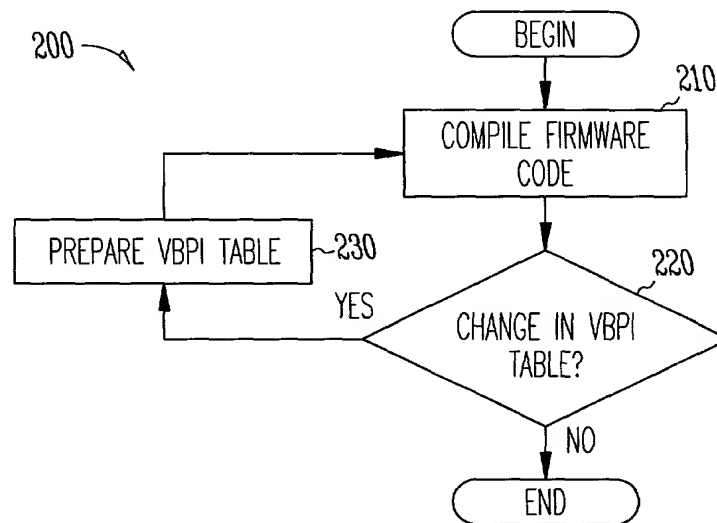 200
BEGIN
210
COMPILE FIRMWARE
CODE
PREPARE VBPI TABLE
230
220
YES
CHANGE IN VBPI
TABLE?
NO
END